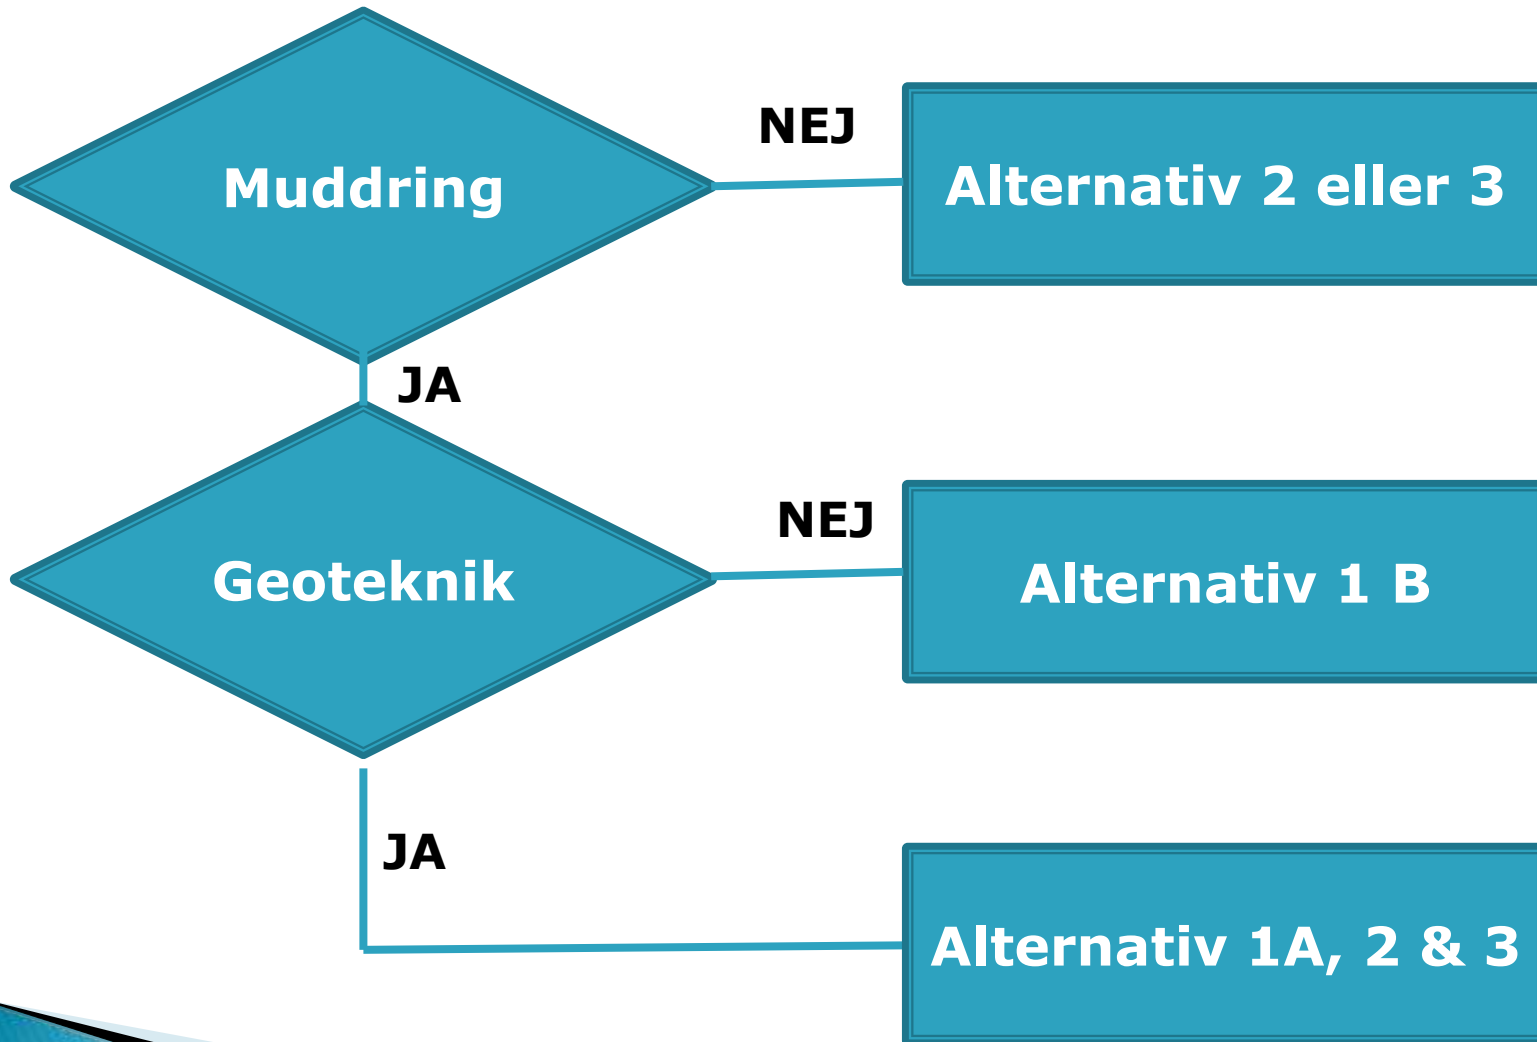 Muddring
NEJ
Alternativ 2 eller 3
JA
Geoteknik
NEJ
Alternativ 1 B
JA
Alternativ 1A, 2 & 3